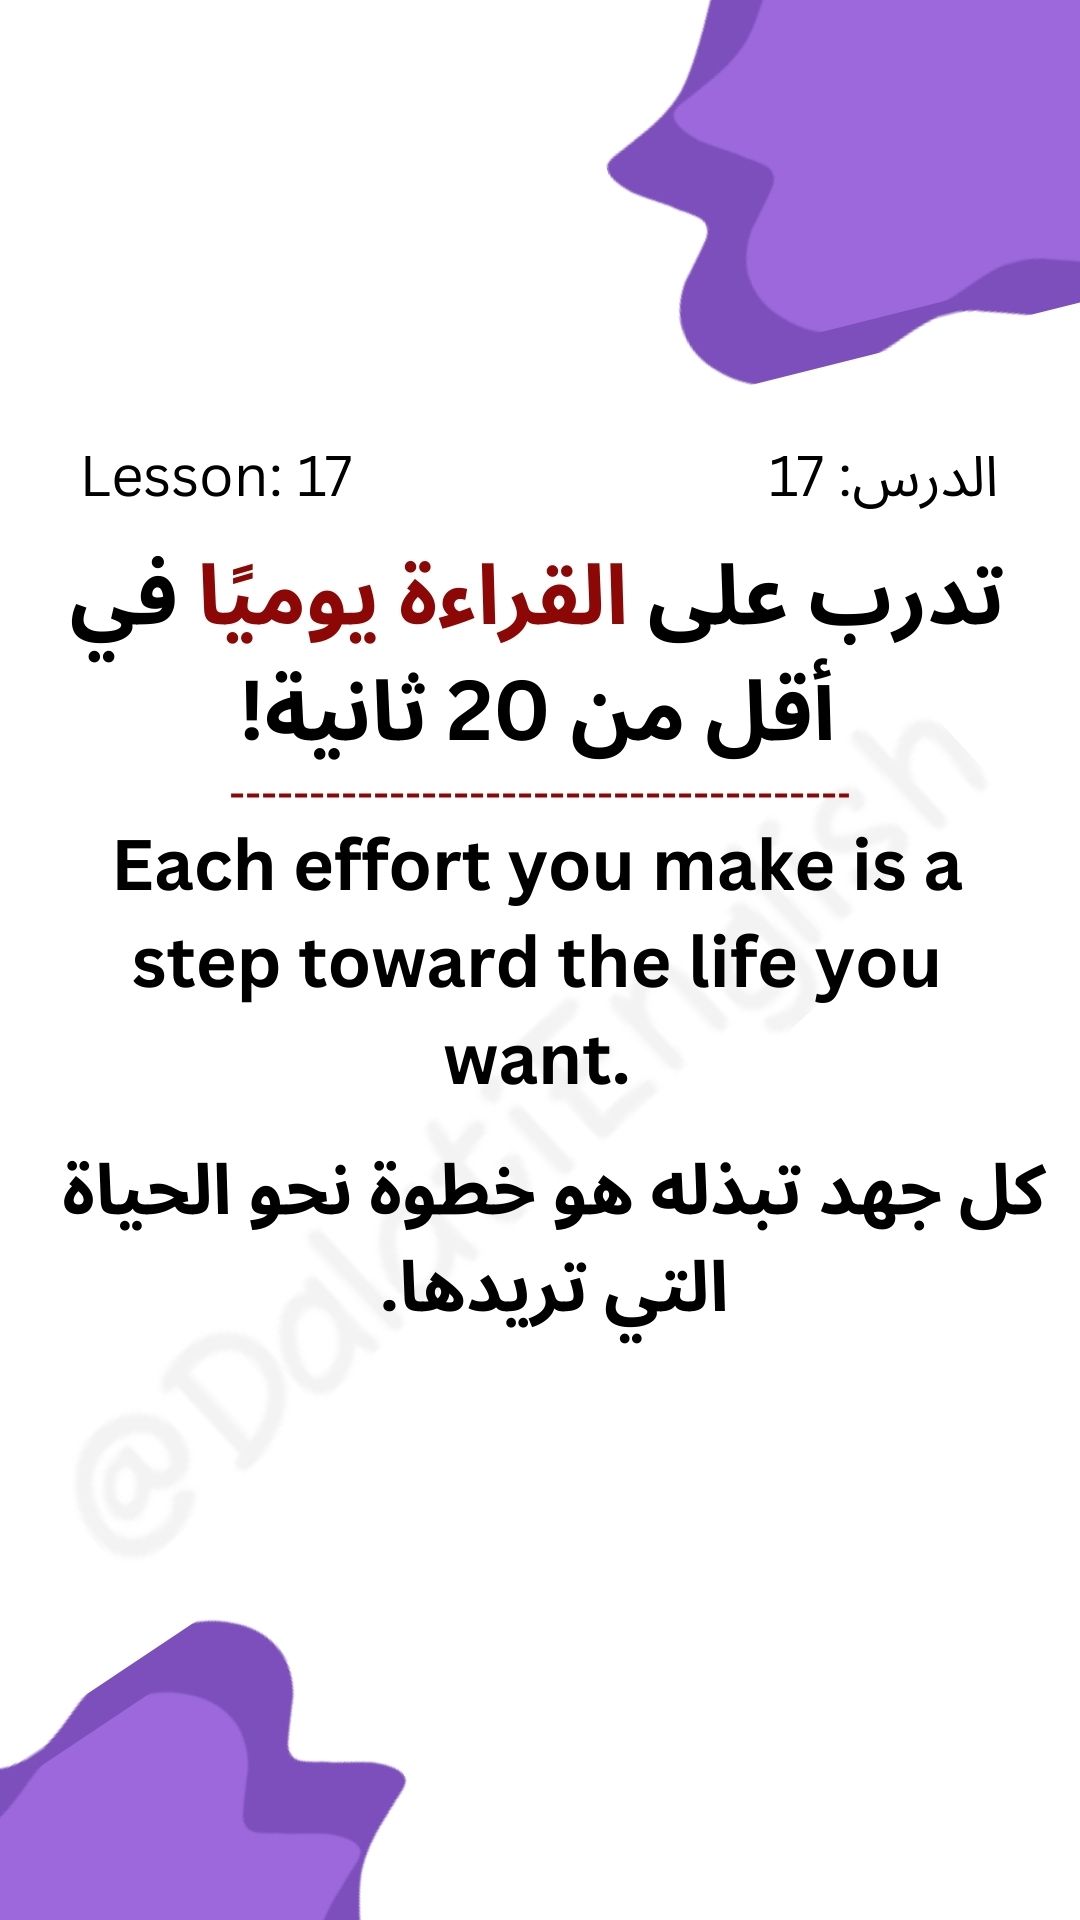 Lesson: 17
الدرس: 17
تدرب على القراءة يوميًا في
أقل من 20 ثانية!
--------------------------------------
Each effort you make is a
step toward the life you
want.
كل جهد تبذله هو خطوة نحو الحياة
التي تريدها.
@DalatiEnglish